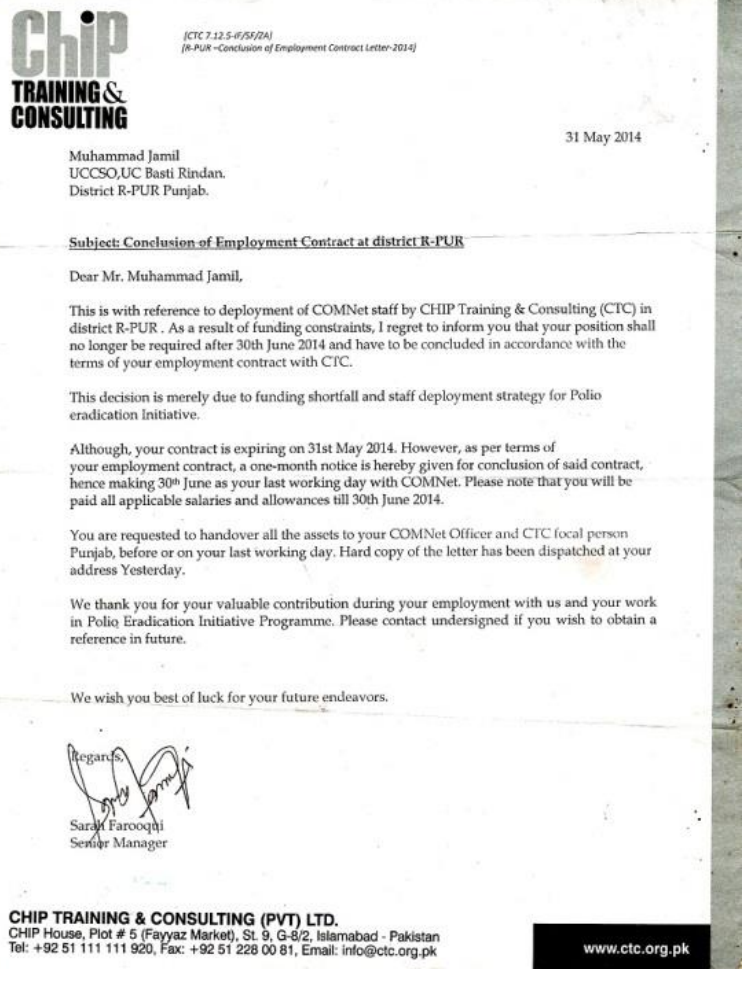 Chip
TRAINING &
CONSULTING
[CTC 7.12.5-IF/SF/ZA]
[R-PUR –Conclusion of Employment Contract Letter-2014]
31 May 2014
Muhammad Jamil
UCCSO,UC Basti Rindan.
District R-PUR Punjab.
Subject: Conclusion of Employment Contract at district R-PUR
Dear Mr. Muhammad Jamil,
This is with reference to deployment of COMNet staff by CHIP Training & Consulting (CTC) in
district R-PUR . As a result of funding constraints, I regret to inform you that your position shall
no longer be required after 30th June 2014 and have to be concluded in accordance with the
terms of your employment contract with CTC.
This decision is merely due to funding shortfall and staff deployment strategy for Polio
eradication Initiative.
Although, your contract is expiring on 31st May 2014. However, as per terms of
your employment contract, a one-month notice is hereby given for conclusion of said contract,
hence making 30th June as your last working day with COMNet. Please note that you will be
paid all applicable salaries and allowances till 30th June 2014.
You are requested to handover all the assets to your COMNet Officer and CTC focal person
Punjab, before or on your last working day. Hard copy of the letter has been dispatched at your
address Yesterday.
We thank you for your valuable contribution during your employment with us and your work
in Polio Eradication Initiative Programme. Please contact undersigned if you wish to obtain a
reference in future.
We wish you best of luck for your future endeavors.
Regards,
Sarah Farooqui
Senior Manager
CHIP TRAINING & CONSULTING (PVT) LTD.
CHIP House, Plot # 5 (Fayyaz Market), St. 9, G-8/2, Islamabad - Pakistan
Tel: +92 51 111 111 920, Fax: +92 51 228 00 81, Email: info@ctc.org.pk
www.ctc.org.pk